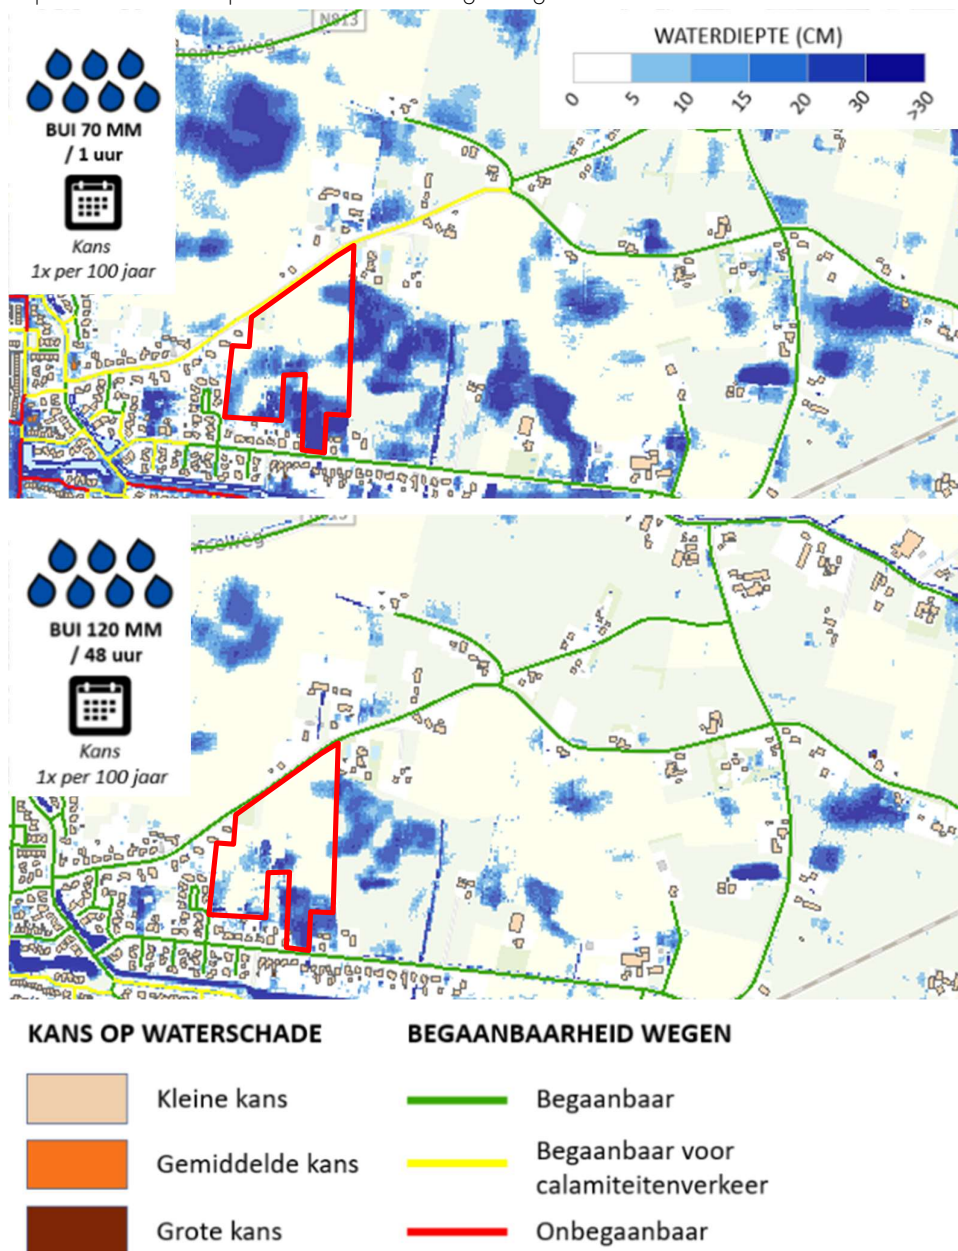 N813
WATERDIEPTE (CM)
0 5 10 15 20 30 >30
BUI 70 MM
/ 1 uur
Kans
1x per 100 jaar
BUI 120 MM
/ 48 uur
Kans
1x per 100 jaar
KANS OP WATERSCHADE
Kleine kans
Gemiddelde kans
Grote kans
BEGAANBAARHEID WEGEN
Begaanbaar
Begaanbaar voor
calamiteitenverkeer
Onbegaanbaar